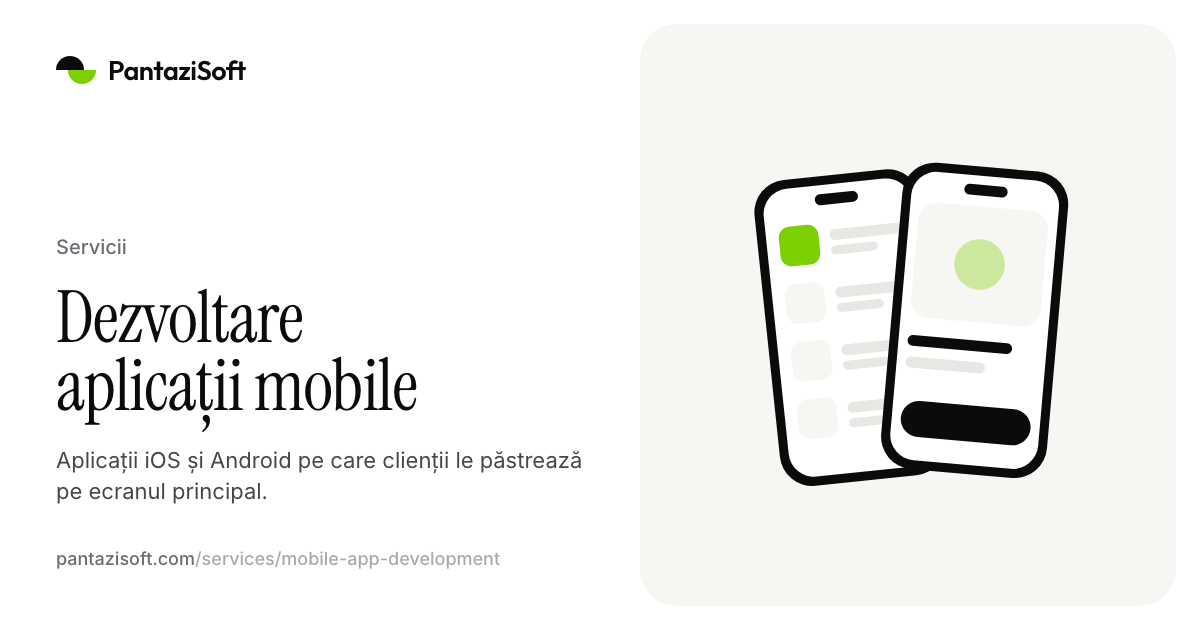 PantaziSoft
Servicii
Dezvoltare
aplicații mobile
Aplicații iOS și Android pe care clienții le păstrează
pe ecranul principal.
pantazisoft.com/services/mobile-app-development